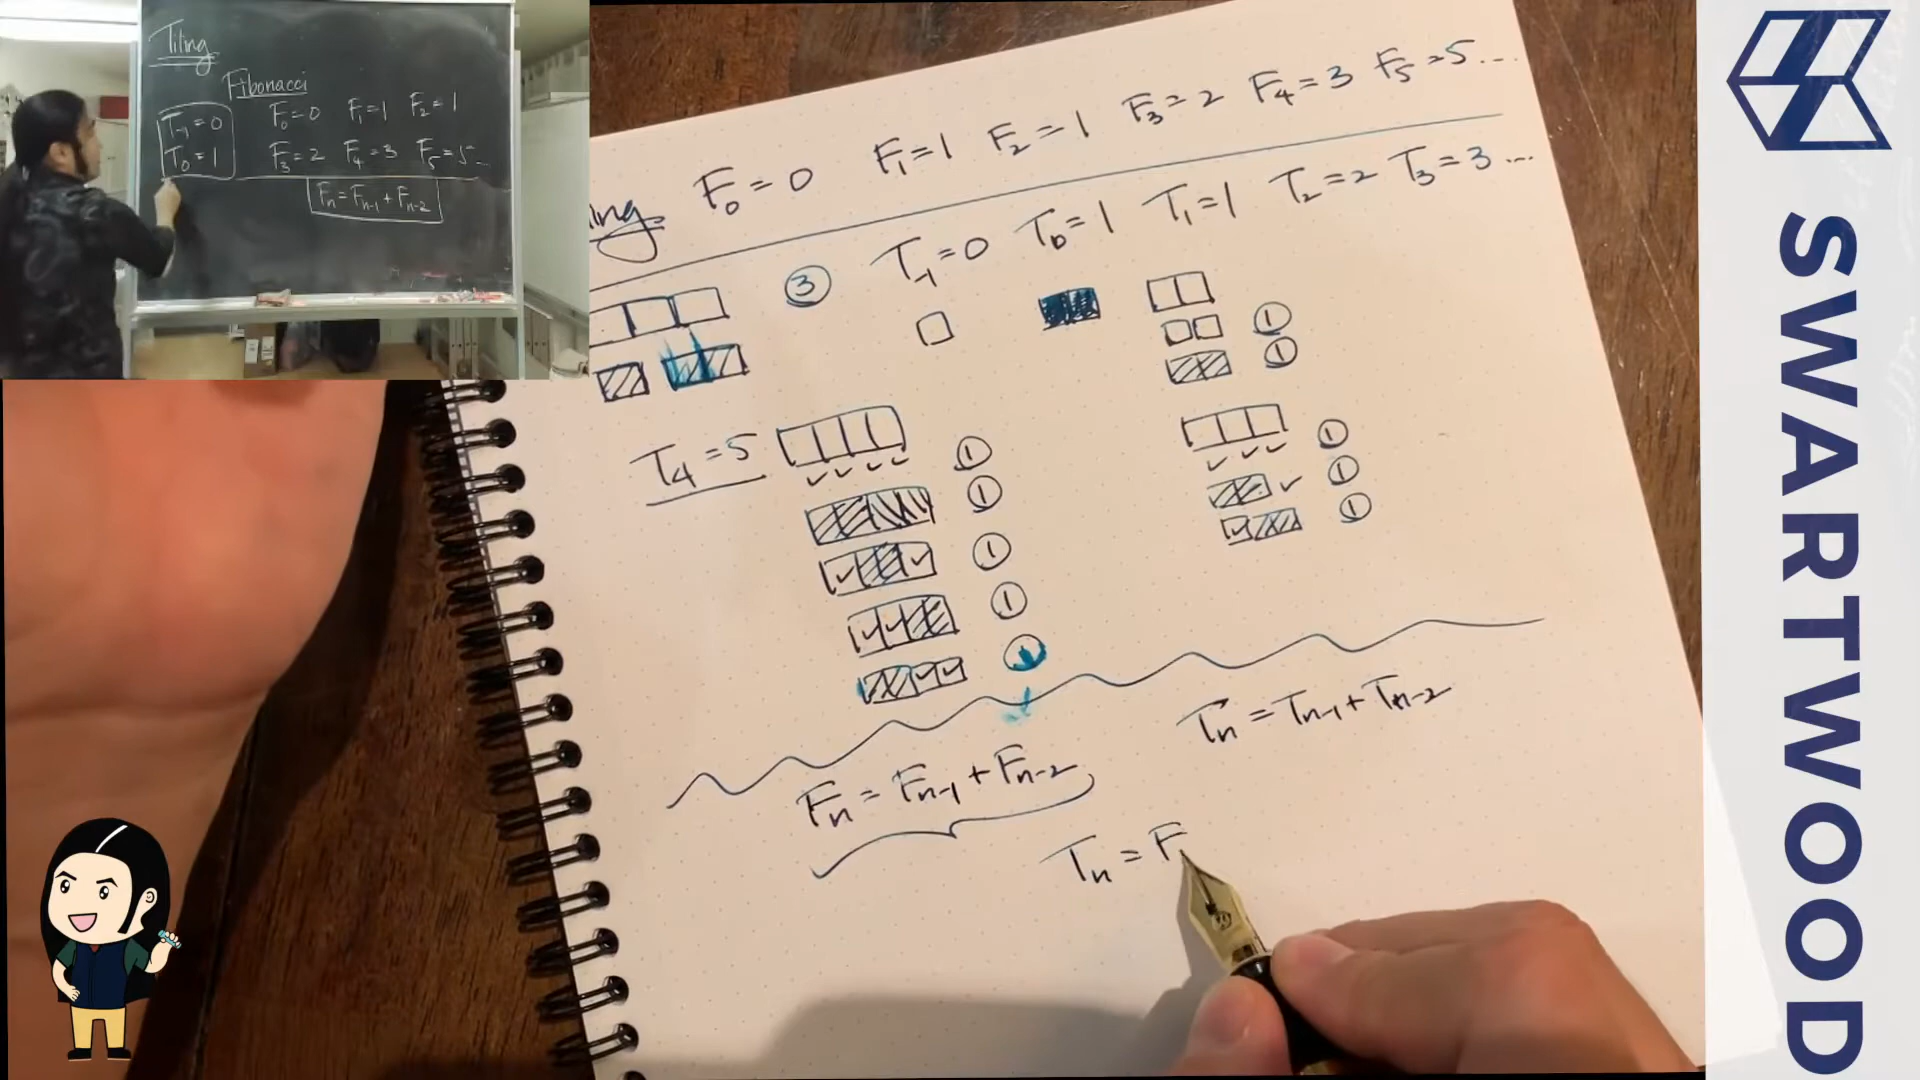 Tiling
Fibonacci
T₋₁=0
T₀=1
F₀=0 F₁=1 F₂=1
F₃=2 F₄=3 F₅=5...
Fₙ=Fₙ₋₁+Fₙ₋₂
F₀=0 F₁=1 F₂=1 F₃=2 F₄=3 F₅=5...
③ T₋₁=0 T₀=1 T₁=1 T₂=2 T₃=3...
①
①
T₄=5 ①
①
①
①
①
①
①
Fₙ=Fₙ₋₁+Fₙ₋₂
Tₙ=Tₙ₋₁+Tₙ₋₂
Tₙ=F
SWARTWOOD